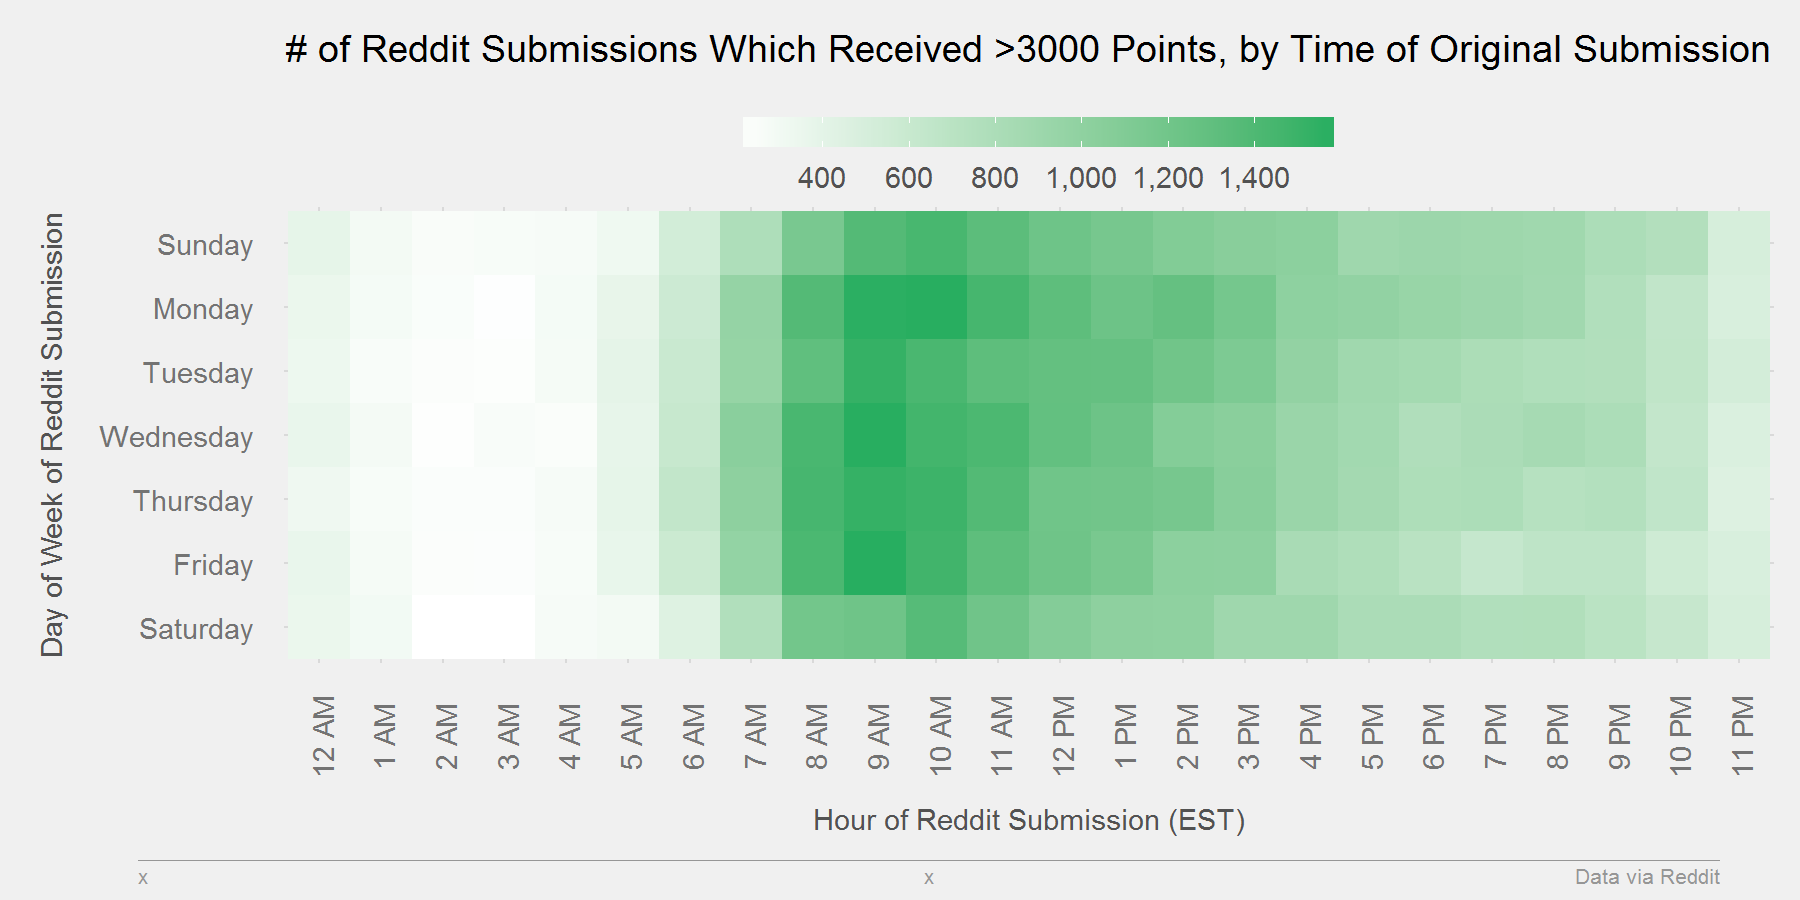 # of Reddit Submissions Which Received >3000 Points, by Time of Original Submission
400 600 800 1,000 1,200 1,400
Day of Week of Reddit Submission
Sunday
Monday
Tuesday
Wednesday
Thursday
Friday
Saturday
12 AM 1 AM 2 AM 3 AM 4 AM 5 AM 6 AM 7 AM 8 AM 9 AM 10 AM 11 AM 12 PM 1 PM 2 PM 3 PM 4 PM 5 PM 6 PM 7 PM 8 PM 9 PM 10 PM 11 PM
Hour of Reddit Submission (EST)
x x Data via Reddit